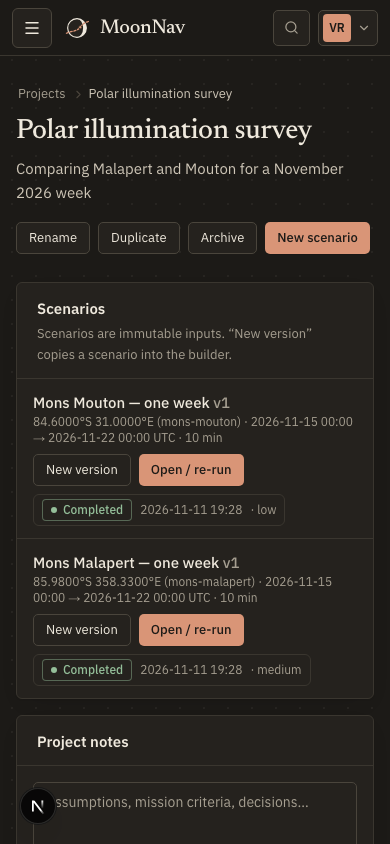 MoonNav
VR
Projects > Polar illumination survey
Polar illumination survey
Comparing Malapert and Mouton for a November
2026 week
Rename
Duplicate
Archive
New scenario
Scenarios
Scenarios are immutable inputs. “New version”
copies a scenario into the builder.
Mons Mouton — one week v1
84.6000°S 31.0000°E (mons-mouton) · 2026-11-15 00:00
→ 2026-11-22 00:00 UTC · 10 min
New version
Open / re-run
Completed 2026-11-11 19:28 · low
Mons Malapert — one week v1
85.9800°S 358.3300°E (mons-malapert) · 2026-11-15
00:00 → 2026-11-22 00:00 UTC · 10 min
New version
Open / re-run
Completed 2026-11-11 19:28 · medium
Project notes
ssumptions, mission criteria, decisions...
N